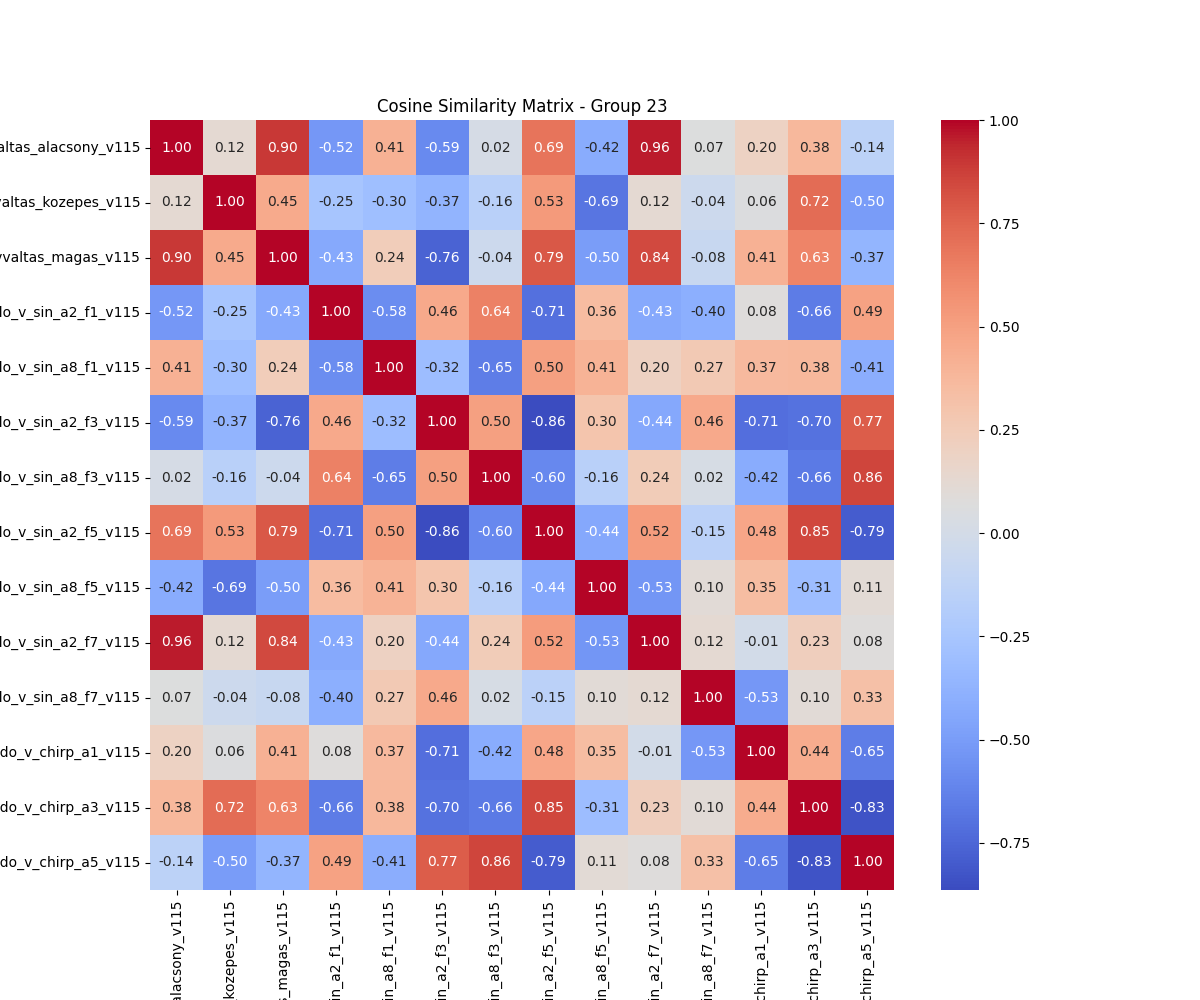 Cosine Similarity Matrix - Group 23
altas_alacsony_v115 1.00 0.12 0.90 -0.52 0.41 -0.59 0.02 0.69 -0.42 0.96 0.07 0.20 0.38 -0.14
valtas_kozepes_v115 0.12 1.00 0.45 -0.25 -0.30 -0.37 -0.16 0.53 -0.69 0.12 -0.04 0.06 0.72 -0.50
yvaltas_magas_v115 0.90 0.45 1.00 -0.43 0.24 -0.76 -0.04 0.79 -0.50 0.84 -0.08 0.41 0.63 -0.37
do_v_sin_a2_f1_v115 -0.52 -0.25 -0.43 1.00 -0.58 0.46 0.64 -0.71 0.36 -0.43 -0.40 0.08 -0.66 0.49
do_v_sin_a8_f1_v115 0.41 -0.30 0.24 -0.58 1.00 -0.32 -0.65 0.50 0.41 0.20 0.27 0.37 0.38 -0.41
do_v_sin_a2_f3_v115 -0.59 -0.37 -0.76 0.46 -0.32 1.00 0.50 -0.86 0.30 -0.44 0.46 -0.71 -0.70 0.77
do_v_sin_a8_f3_v115 0.02 -0.16 -0.04 0.64 -0.65 0.50 1.00 -0.60 -0.16 0.24 0.02 -0.42 -0.66 0.86
do_v_sin_a2_f5_v115 0.69 0.53 0.79 -0.71 0.50 -0.86 -0.60 1.00 -0.44 0.52 -0.15 0.48 0.85 -0.79
do_v_sin_a8_f5_v115 -0.42 -0.69 -0.50 0.36 0.41 0.30 -0.16 -0.44 1.00 -0.53 0.10 0.35 -0.31 0.11
do_v_sin_a2_f7_v115 0.96 0.12 0.84 -0.43 0.20 -0.44 0.24 0.52 -0.53 1.00 0.12 -0.01 0.23 0.08
do_v_sin_a8_f7_v115 0.07 -0.04 -0.08 -0.40 0.27 0.46 0.02 -0.15 0.10 0.12 1.00 -0.53 0.10 0.33
do_v_chirp_a1_v115 0.20 0.06 0.41 0.08 0.37 -0.71 -0.42 0.48 0.35 -0.01 -0.53 1.00 0.44 -0.65
do_v_chirp_a3_v115 0.38 0.72 0.63 -0.66 0.38 -0.70 -0.66 0.85 -0.31 0.23 0.10 0.44 1.00 -0.83
do_v_chirp_a5_v115 -0.14 -0.50 -0.37 0.49 -0.41 0.77 0.86 -0.79 0.11 0.08 0.33 -0.65 -0.83 1.00
alacsony_v115
kozepes_v115
s_magas_v115
in_a2_f1_v115
in_a8_f1_v115
in_a2_f3_v115
in_a8_f3_v115
in_a2_f5_v115
in_a8_f5_v115
in_a2_f7_v115
in_a8_f7_v115
chirp_a1_v115
chirp_a3_v115
chirp_a5_v115
1.00
0.75
0.50
0.25
0.00
−0.25
−0.50
−0.75